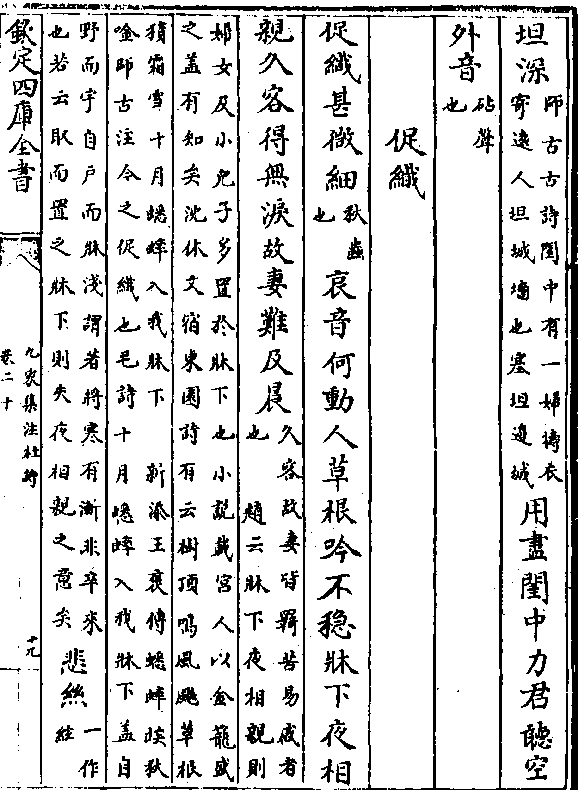 坦深師古古詩閨中有一婦擣衣
寄遠人坦城墻也塞坦邊城用盡閨中力君聽空
外音砧聲
也
促織
促織甚微細秋蟲
也哀音何動人草根吟不穩牀下夜相
親久客得無淚故妻難及晨久客故妻皆羇苦易感者
也 趙云牀下夜相親則
婦女及小兒子多置於牀下也小説載宮人以金籠盛
之蓋有知矣沈休文宿東園詩有云樹頂鳴風飈草根
積霜雪十月蟋蟀入我牀下 新添王褒傳蟋蟀竢秋
唫師古注今之促織也毛詩十月蟋蟀入我牀下蓋自
野而宇自户而牀淺謂若將寒有漸非卒來
也若云取而置之牀下則失夜相親之意矣悲絲一作
絃
欽定四庫全書
九家集注杜詩
卷二十
十九